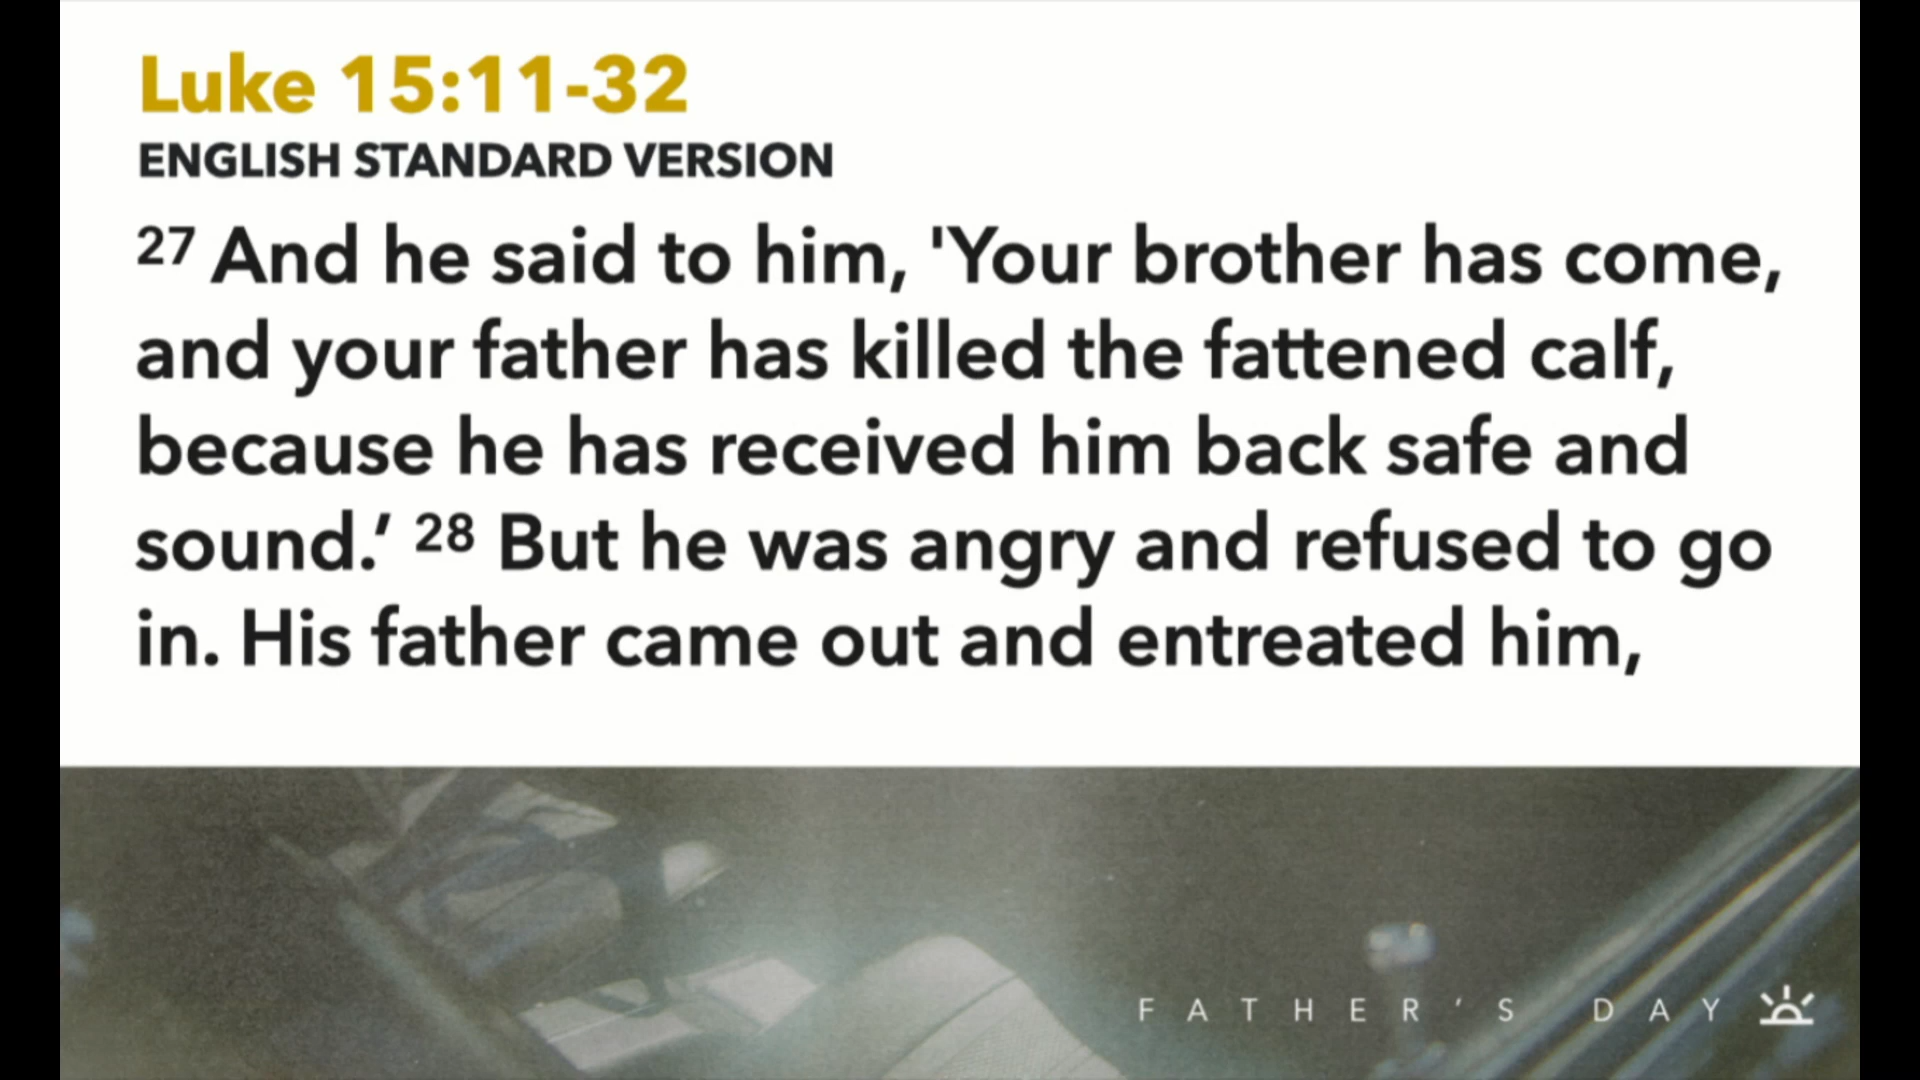 Luke 15:11-32
ENGLISH STANDARD VERSION
27 And he said to him, 'Your brother has come,
and your father has killed the fattened calf,
because he has received him back safe and
sound.’ 28 But he was angry and refused to go
in. His father came out and entreated him,
FATHER’S DAY